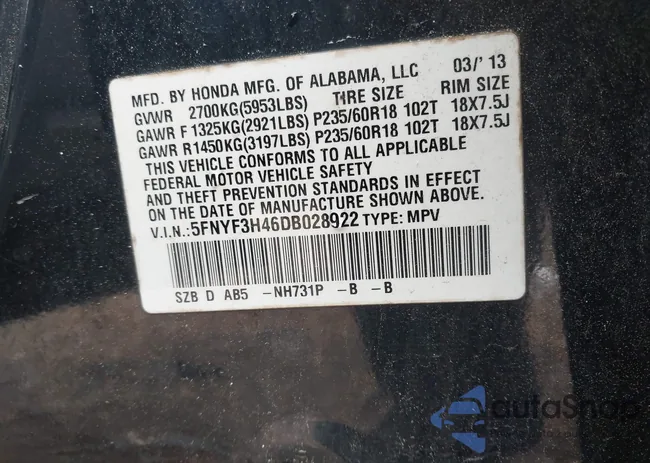 MFD. BY HONDA MFG. OF ALABAMA, LLC 03/'13
GVWR 2700KG(5953LBS) TIRE SIZE RIM SIZE
GAWR F 1325KG(2921LBS) P235/60R18 102T 18X7.5J
GAWR R1450KG(3197LBS) P235/60R18 102T 18X7.5J
THIS VEHICLE CONFORMS TO ALL APPLICABLE
FEDERAL MOTOR VEHICLE SAFETY
AND THEFT PREVENTION STANDARDS IN EFFECT
ON THE DATE OF MANUFACTURE SHOWN ABOVE.
V.I.N.:5FNYF3H46DB028922 TYPE: MPV
SZB D AB5 -NH731P -B -B
autaShop